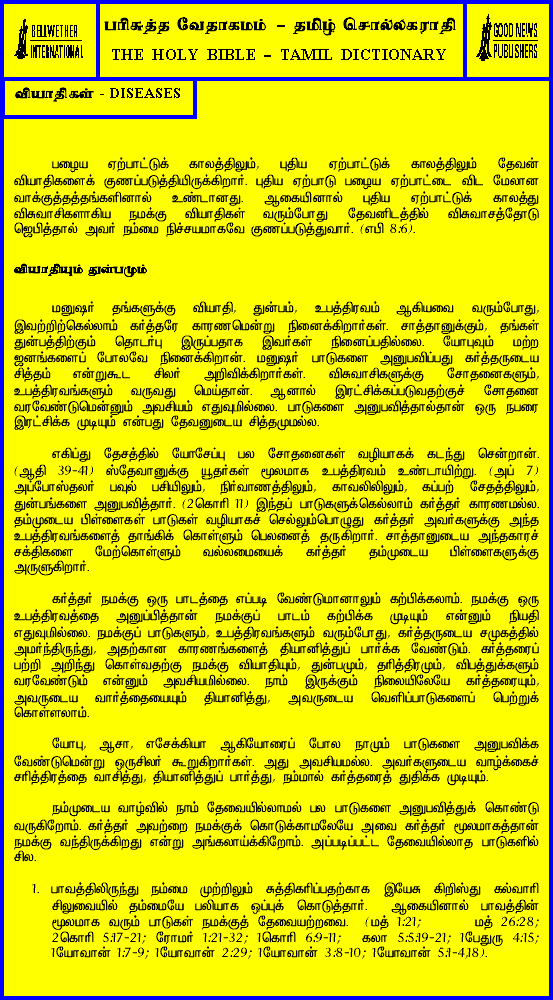 BELLWETHER
INTERNATIONAL
பரிசுத்த வேதாகமம் – தமிழ் சொல்லகராதி
THE HOLY BIBLE – TAMIL DICTIONARY
GOOD NEWS
PUBLISHERS
வியாதிகள் - DISEASES
பழைய ஏற்பாட்டுக் காலத்திலும், புதிய ஏற்பாட்டுக் காலத்திலும் தேவன்
வியாதிகளைக் குணப்படுத்தியிருக்கிறார். புதிய ஏற்பாடு பழைய ஏற்பாட்டை விட மேலான
வாக்குத்தத்தங்களினால் உண்டானது. ஆகையினால் புதிய ஏற்பாட்டுக் காலத்து
விசுவாசிகளாகிய நமக்கு வியாதிகள் வரும்போது தேவனிடத்தில் விசுவாசத்தோடு
ஜெபித்தால் அவர் நம்மை நிச்சயமாகவே குணப்படுத்துவார். (எபி 8:6).
வியாதியும் துன்பமும்
மனுஷர் தங்களுக்கு வியாதி, துன்பம், உபத்திரவம் ஆகியவை வரும்போது,
இவற்றிற்கெல்லாம் கர்த்தரே காரணமென்று நினைக்கிறார்கள். சாத்தானுக்கும், தங்கள்
துன்பத்திற்கும் தொடர்பு இருப்பதாக இவர்கள் நினைப்பதில்லை. யோபுவும் மற்ற
ஜனங்களைப் போலவே நினைக்கிறான். மனுஷர் பாடுகளை அனுபவிப்பது கர்த்தருடைய
சித்தம் என்றுகூட சிலர் அறிவிக்கிறார்கள். விசுவாசிகளுக்கு சோதனைகளும்,
உபத்திரவங்களும் வருவது மெய்தான். ஆனால் இரட்சிக்கப்படுவதற்குச் சோதனை
வரவேண்டுமென்னும் அவசியம் எதுவுமில்லை. பாடுகளை அனுபவித்தால்தான் ஒரு நபரை
இரட்சிக்க முடியும் என்பது தேவனுடைய சித்தமுமல்ல.
எகிப்து தேசத்தில் யோசேப்பு பல சோதனைகள் வழியாகக் கடந்து சென்றான்.
(ஆதி 39-41) ஸ்தேவானுக்கு யூதர்கள் மூலமாக உபத்திரவம் உண்டாயிற்று. (அப் 7)
அப்போஸ்தலர் பவுல் பசியிலும், நிர்வாணத்திலும், காவலிலிலும், கப்பற் சேதத்திலும்,
துன்பங்களை அனுபவித்தார். (2கொரி 11) இந்தப் பாடுகளுக்கெல்லாம் கர்த்தர் காரணமல்ல.
தம்முடைய பிள்ளைகள் பாடுகள் வழியாகச் செல்லும்பொழுது கர்த்தர் அவர்களுக்கு அந்த
உபத்திரவங்களைத் தாங்கிக் கொள்ளும் பெலனைத் தருகிறார். சாத்தானுடைய அந்தகாரச்
சக்திகளை மேற்கொள்ளும் வல்லமையைக் கர்த்தர் தம்முடைய பிள்ளைகளுக்கு
அருளுகிறார்.
கர்த்தர் நமக்கு ஒரு பாடத்தை எப்படி வேண்டுமானாலும் கற்பிக்கலாம். நமக்கு ஒரு
உபத்திரவத்தை அனுப்பித்தான் நமக்குப் பாடம் கற்பிக்க முடியும் என்னும் நியதி
எதுவுமில்லை. நமக்குப் பாடுகளும், உபத்திரவங்களும் வரும்போது, கர்த்தருடைய சமுகத்தில்
அமர்ந்திருந்து, அதற்கான காரணங்களைத் தியானித்துப் பார்க்க வேண்டும். கர்த்தரைப்
பற்றி அறிந்து கொள்வதற்கு நமக்கு வியாதியும், துன்பமும், தரித்திரமும், விபத்துக்களும்
வரவேண்டும் என்னும் அவசியமில்லை. நாம் இருக்கும் நிலையிலேயே கர்த்தரையும்,
அவருடைய வார்த்தையையும் தியானித்து, அவருடைய வெளிப்பாடுகளைப் பெற்றுக்
கொள்ளலாம்.
யோபு, ஆசா, எசேக்கியா ஆகியோரைப் போல நாமும் பாடுகளை அனுபவிக்க
வேண்டுமென்று ஒருசிலர் கூறுகிறார்கள். அது அவசியமல்ல. அவர்களுடைய வாழ்க்கைச்
சரித்திரத்தை வாசித்து, தியானித்துப் பார்த்து, நம்மால் கர்த்தரைத் துதிக்க முடியும்.
நம்முடைய வாழ்வில் நாம் தேவையில்லாமல் பல பாடுகளை அனுபவித்துக் கொண்டு
வருகிறோம். கர்த்தர் அவற்றை நமக்குக் கொடுக்காமலேயே அவை கர்த்தர் மூலமாகத்தான்
நமக்கு வந்திருக்கிறது என்று அங்கலாய்க்கிறோம். அப்படிப்பட்ட தேவையில்லாத பாடுகளில்
சில.
1. பாவத்திலிருந்து நம்மை முற்றிலும் சுத்திகரிப்பதற்காக இயேசு கிறிஸ்து கல்வாரி
சிலுவையில் தம்மையே பலியாக ஒப்புக் கொடுத்தார். ஆகையினால் பாவத்தின்
மூலமாக வரும் பாடுகள் நமக்குத் தேவையற்றவை. (மத் 1:21; மத் 26:28;
2கொரி 5:17-21; ரோமர் 1:21-32; 1கொரி 6:9-11; கலா 5:5:19-21; 1பேதுரு 4:15;
1யோவான் 1:7-9; 1யோவான் 2:29; 1யோவான் 3:8-10; 1யோவான் 5:1-4,18).